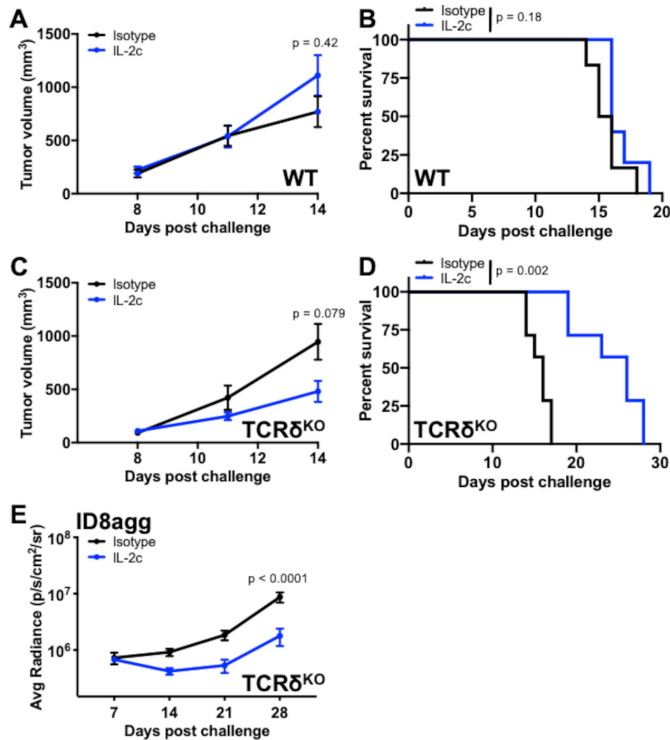 A
Isotype
IL-2c
p = 0.42
Tumor volume (mm³)
1500
1000
500
0
8
10
12
14
WT
Days post challenge
B
Isotype
IL-2c
p = 0.18
Percent survival
100
75
50
25
0
0
5
10
15
20
WT
Days post challenge
C
Isotype
IL-2c
p = 0.079
Tumor volume (mm³)
1500
1000
500
0
8
10
12
14
TCRδᴷᴼ
Days post challenge
D
Isotype
IL-2c
p = 0.002
Percent survival
100
75
50
25
0
0
10
20
30
TCRδᴷᴼ
Days post challenge
E
ID8agg
Isotype
IL-2c
p < 0.0001
Avg Radiance (p/s/cm²/sr)
10⁸
10⁷
10⁶
7
14
21
28
TCRδᴷᴼ
Days post challenge